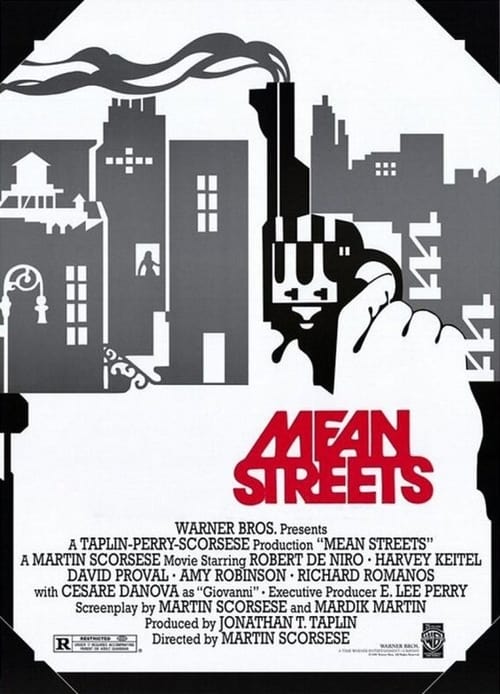 MEAN
STREETS
WARNER BROS. Presents
A TAPLIN-PERRY-SCORSESE Production "MEAN STREETS"
A MARTIN SCORSESE Movie Starring ROBERT DE NIRO · HARVEY KEITEL
DAVID PROVAL · AMY ROBINSON · RICHARD ROMANOS
with CESARE DANOVA as "Giovanni" · Executive Producer E. LEE PERRY
Screenplay by MARTIN SCORSESE and MARDIK MARTIN
Produced by JONATHAN T. TAPLIN
Directed by MARTIN SCORSESE
R RESTRICTED
WARNER BROS.